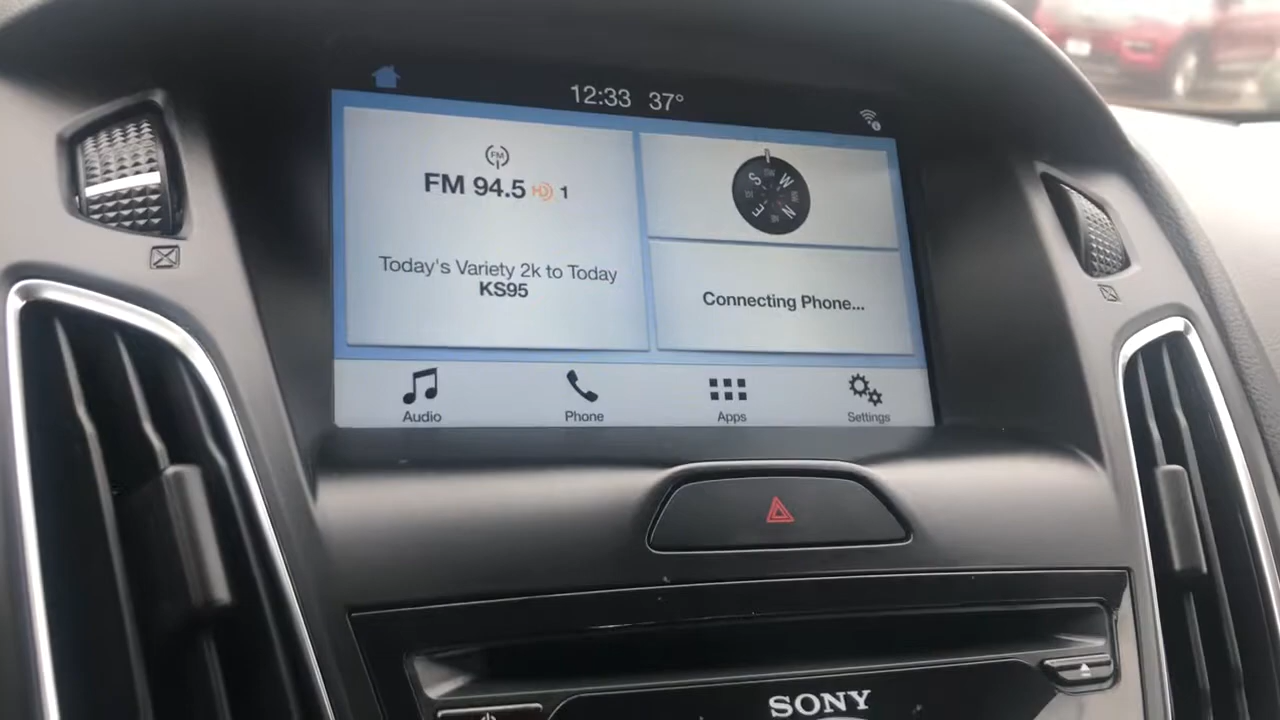 12:33 37°
FM
FM 94.5 HD 1
Today's Variety 2k to Today
KS95
S W
E N
Connecting Phone...
Audio Phone Apps Settings
SONY